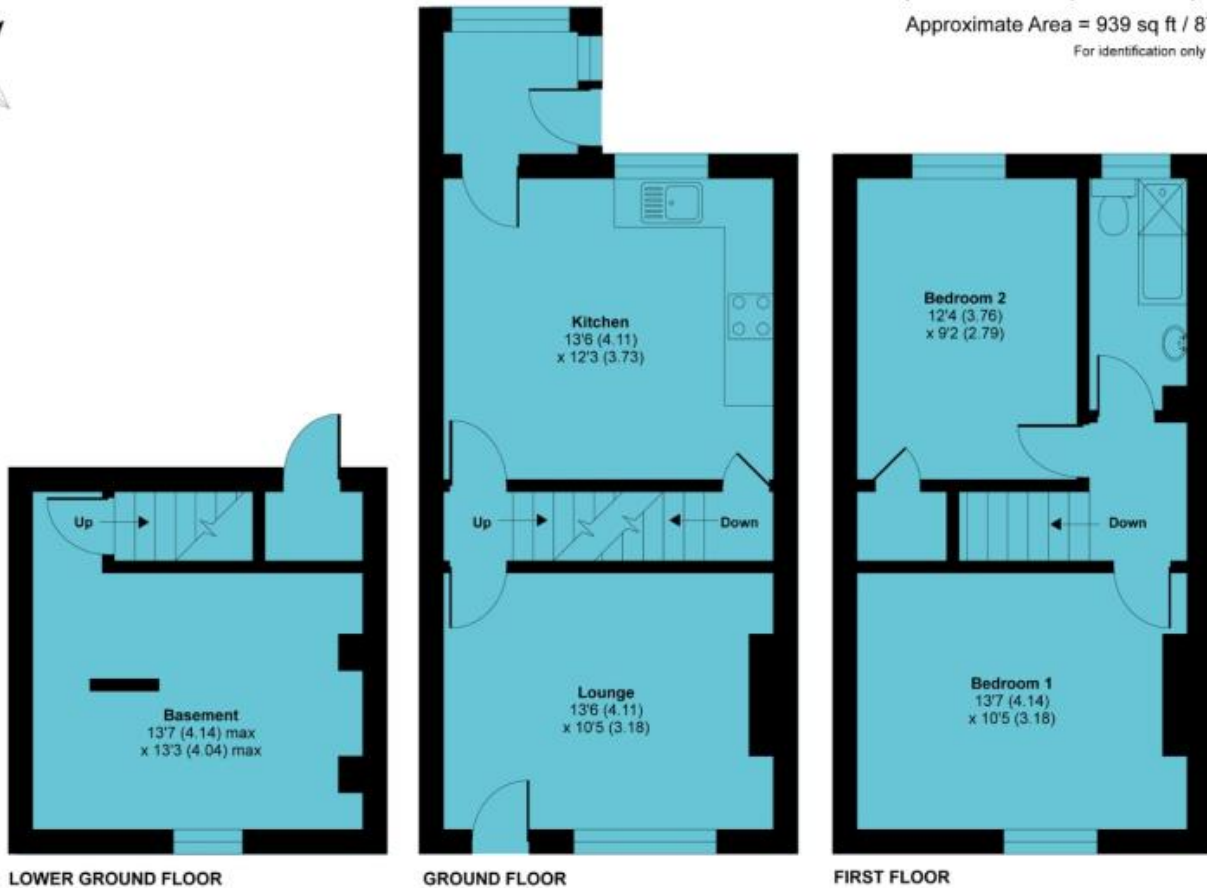 Approximate Area = 939 sq ft / 8
For identification only
Bedroom 2
12'4 (3.76)
x 9'2 (2.79)
Kitchen
13'6 (4.11)
x 12'3 (3.73)
Up
Up
Down
Down
Basement
13'7 (4.14) max
x 13'3 (4.04) max
Lounge
13'6 (4.11)
x 10'5 (3.18)
Bedroom 1
13'7 (4.14)
x 10'5 (3.18)
LOWER GROUND FLOOR
GROUND FLOOR
FIRST FLOOR